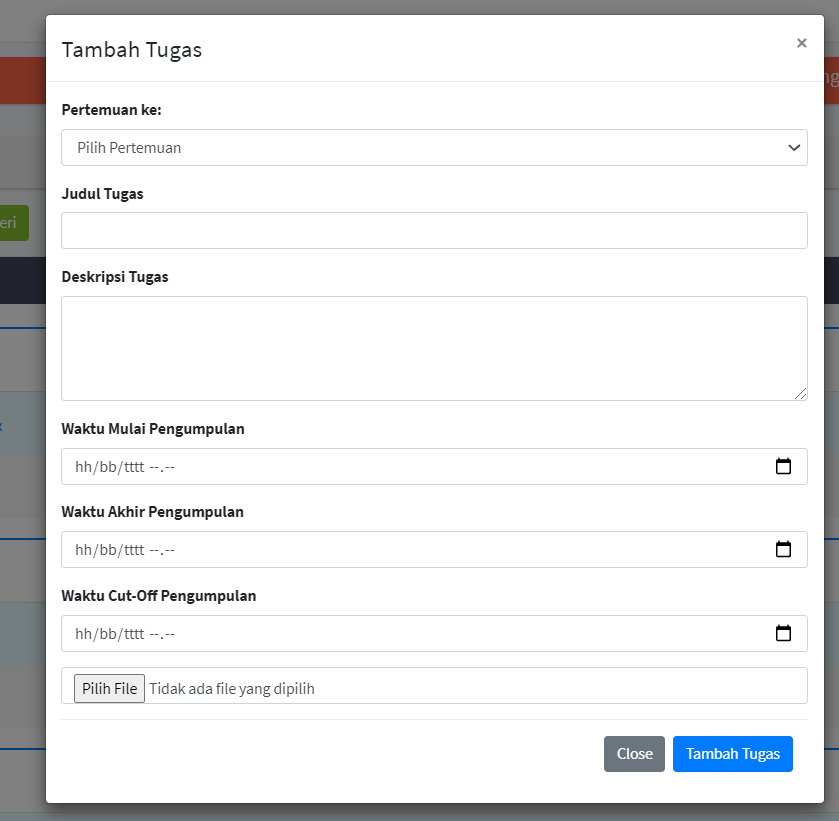 Tambah Tugas
×
Pertemuan ke:
Pilih Pertemuan
Judul Tugas
Deskripsi Tugas
Waktu Mulai Pengumpulan
hh/bb/tttt --.--
Waktu Akhir Pengumpulan
hh/bb/tttt --.--
Waktu Cut-Off Pengumpulan
hh/bb/tttt --.--
Pilih File Tidak ada file yang dipilih
Close Tambah Tugas